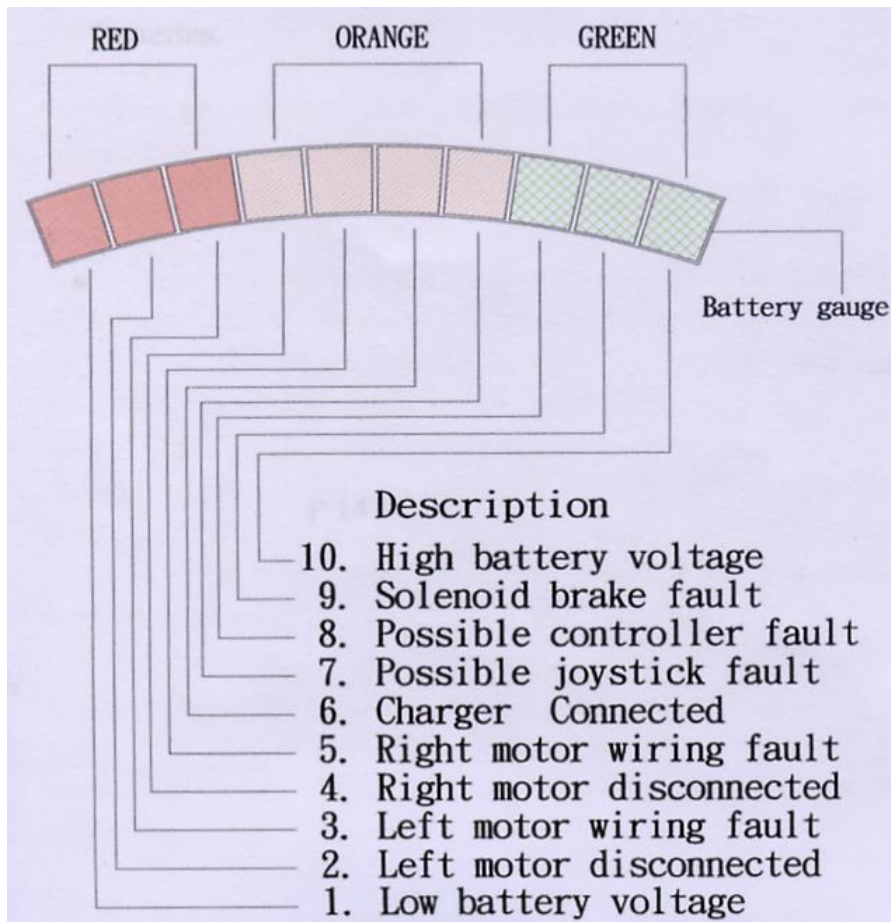 RED ORANGE GREEN
Battery gauge
Description
10. High battery voltage
9. Solenoid brake fault
8. Possible controller fault
7. Possible joystick fault
6. Charger Connected
5. Right motor wiring fault
4. Right motor disconnected
3. Left motor wiring fault
2. Left motor disconnected
1. Low battery voltage